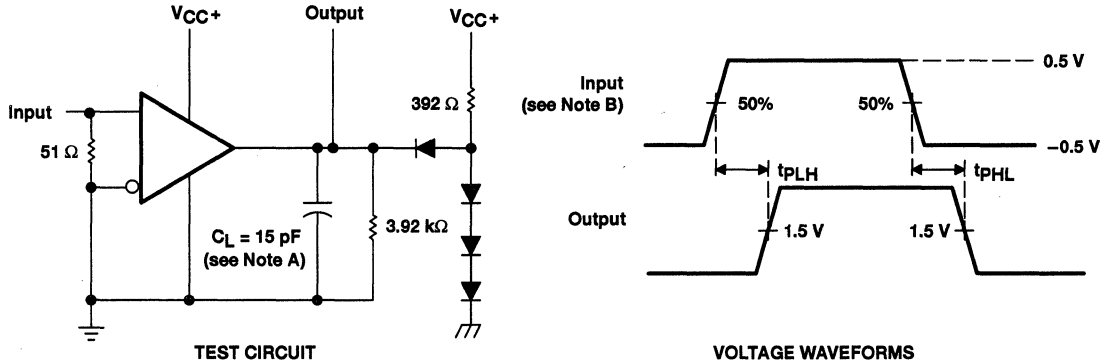 VCC+
Output
VCC+
Input
51 Ω
392 Ω
CL = 15 pF
(see Note A)
3.92 kΩ
TEST CIRCUIT
Input
(see Note B)
50%
50%
0.5 V
−0.5 V
tPLH
tPHL
Output
1.5 V
1.5 V
VOLTAGE WAVEFORMS